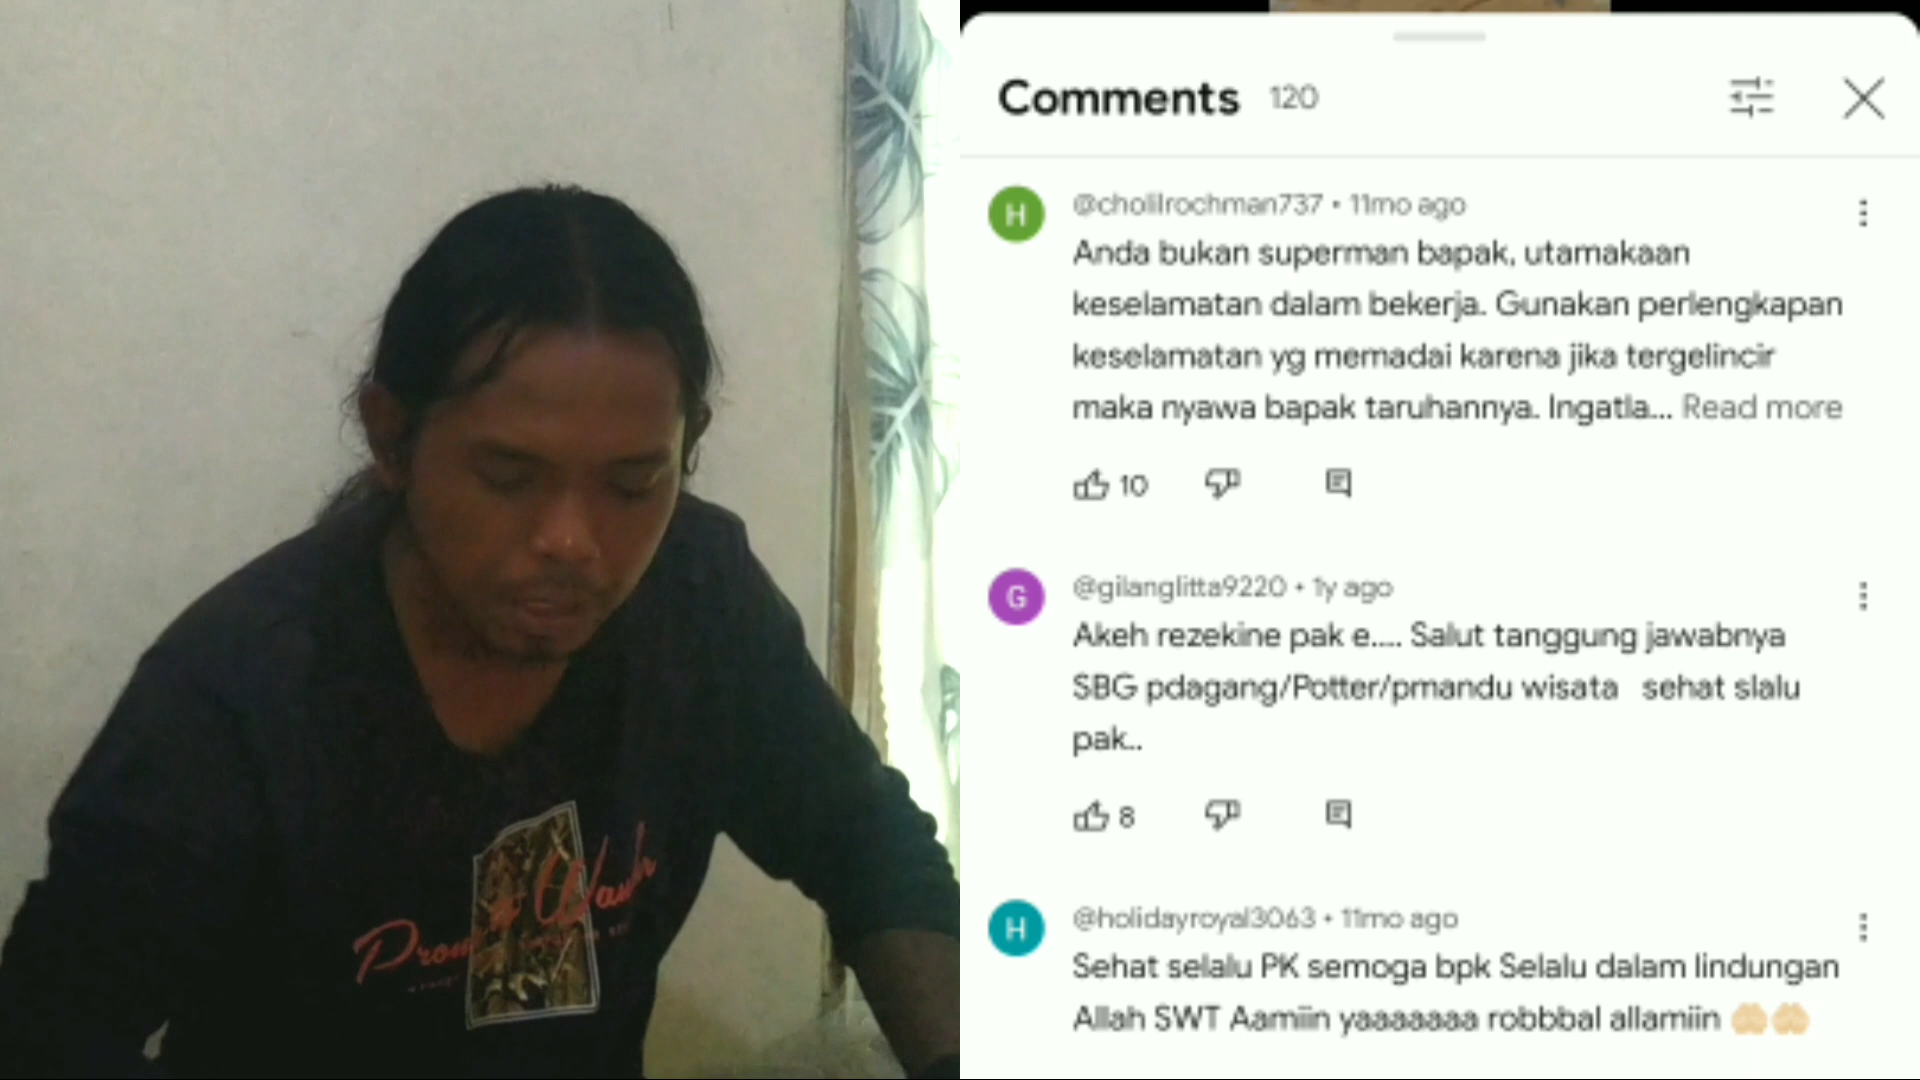 Comments 120
@cholilrochman737 • 11mo ago
Anda bukan superman bapak, utamakaan
keselamatan dalam bekerja. Gunakan perlengkapan
keselamatan yg memadai karena jika tergelincir
maka nyawa bapak taruhannya. Ingatla... Read more
10
@gilanglitta9220 • 1y ago
Akeh rezekine pak e.... Salut tanggung jawabnya
SBG pdagang/Potter/pmandu wisata sehat slalu
pak..
8
@holidayroyal3063 • 11mo ago
Sehat selalu PK semoga bpk Selalu dalam lindungan
Allah SWT Aamiin yaaaaaaa robbbal allamiin 🤲🏻🤲🏻
H
G
H